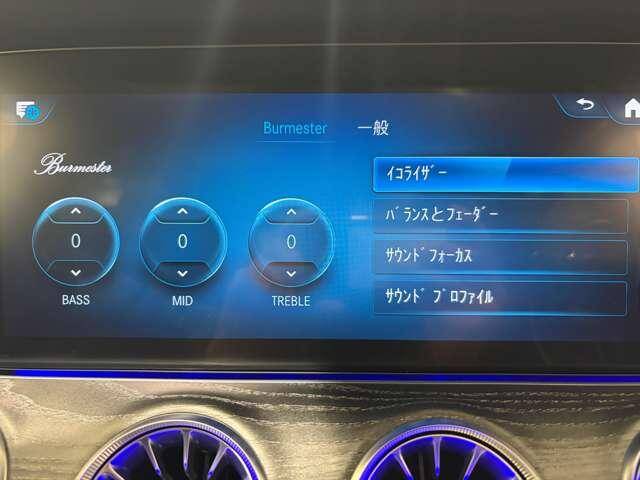 Burmester 一般
Burmester
イコライザー
バランスとフェーダー
サウンドフォーカス
サウンド プロファイル
0 0 0
BASS MID TREBLE